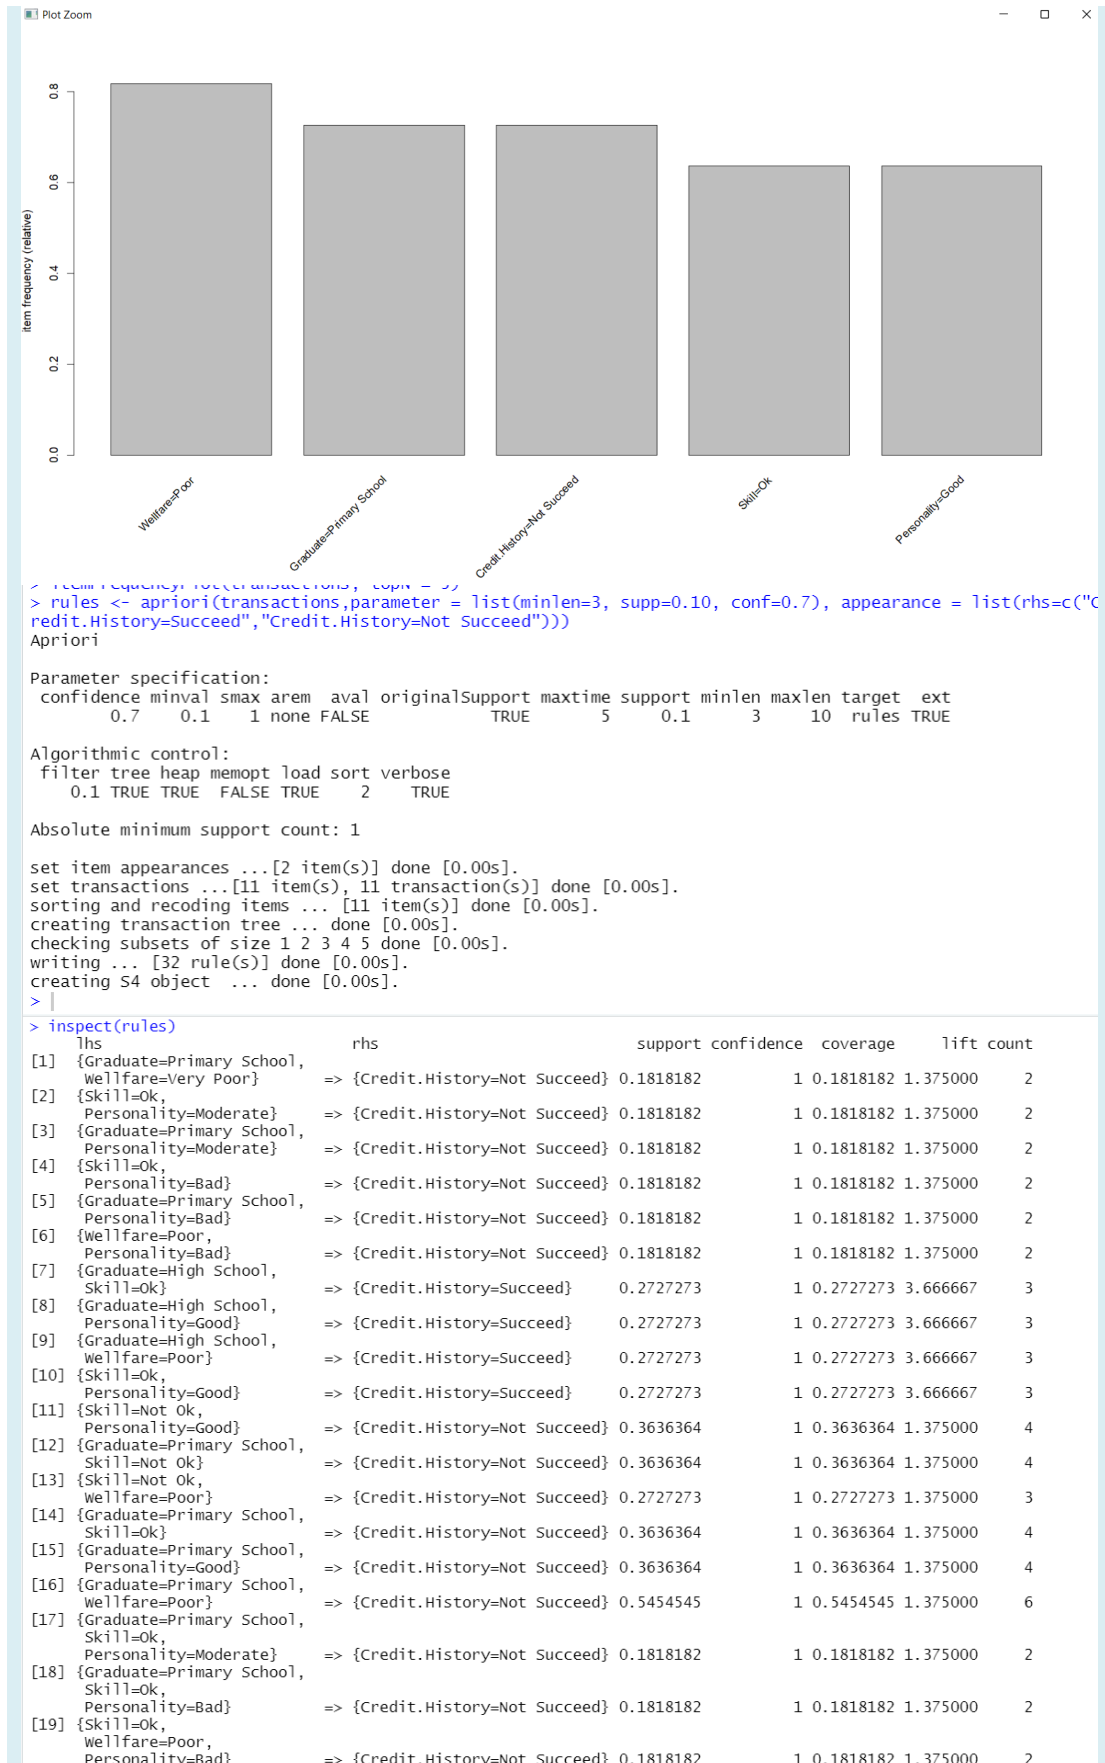 Plot Zoom
item frequency (relative)
0.8
0.6
0.4
0.2
0.0
Wellfare=Poor
Graduate=Primary School
Credit.History=Not Succeed
Skill=Ok
Personality=Good
> itemFrequencyPlot(transactions, topN = 5)
> rules <- apriori(transactions,parameter = list(minlen=3, supp=0.10, conf=0.7), appearance = list(rhs=c("C
redit.History=Succeed","Credit.History=Not Succeed")))
Apriori
Parameter specification:
confidence minval smax arem aval originalSupport maxtime support minlen maxlen target ext
0.7 0.1 1 none FALSE TRUE 5 0.1 3 10 rules TRUE
Algorithmic control:
filter tree heap memopt load sort verbose
0.1 TRUE TRUE FALSE TRUE 2 TRUE
Absolute minimum support count: 1
set item appearances ...[2 item(s)] done [0.00s].
set transactions ...[11 item(s), 11 transaction(s)] done [0.00s].
sorting and recoding items ... [11 item(s)] done [0.00s].
creating transaction tree ... done [0.00s].
checking subsets of size 1 2 3 4 5 done [0.00s].
writing ... [32 rule(s)] done [0.00s].
creating S4 object ... done [0.00s].
>
> inspect(rules)
lhs rhs support confidence coverage lift count
[1] {Graduate=Primary School,
Wellfare=Very Poor} => {Credit.History=Not Succeed} 0.1818182 1 0.1818182 1.375000 2
[2] {Skill=Ok,
Personality=Moderate} => {Credit.History=Not Succeed} 0.1818182 1 0.1818182 1.375000 2
[3] {Graduate=Primary School,
Personality=Moderate} => {Credit.History=Not Succeed} 0.1818182 1 0.1818182 1.375000 2
[4] {Skill=Ok,
Personality=Bad} => {Credit.History=Not Succeed} 0.1818182 1 0.1818182 1.375000 2
[5] {Graduate=Primary School,
Personality=Bad} => {Credit.History=Not Succeed} 0.1818182 1 0.1818182 1.375000 2
[6] {Wellfare=Poor,
Personality=Bad} => {Credit.History=Not Succeed} 0.1818182 1 0.1818182 1.375000 2
[7] {Graduate=High School,
Skill=Ok} => {Credit.History=Succeed} 0.2727273 1 0.2727273 3.666667 3
[8] {Graduate=High School,
Personality=Good} => {Credit.History=Succeed} 0.2727273 1 0.2727273 3.666667 3
[9] {Graduate=High School,
Wellfare=Poor} => {Credit.History=Succeed} 0.2727273 1 0.2727273 3.666667 3
[10] {Skill=Ok,
Personality=Good} => {Credit.History=Succeed} 0.2727273 1 0.2727273 3.666667 3
[11] {Skill=Not Ok,
Personality=Good} => {Credit.History=Not Succeed} 0.3636364 1 0.3636364 1.375000 4
[12] {Graduate=Primary School,
Skill=Not Ok} => {Credit.History=Not Succeed} 0.3636364 1 0.3636364 1.375000 4
[13] {Skill=Not Ok,
Wellfare=Poor} => {Credit.History=Not Succeed} 0.2727273 1 0.2727273 1.375000 3
[14] {Graduate=Primary School,
Skill=Ok} => {Credit.History=Not Succeed} 0.3636364 1 0.3636364 1.375000 4
[15] {Graduate=Primary School,
Personality=Good} => {Credit.History=Not Succeed} 0.3636364 1 0.3636364 1.375000 4
[16] {Graduate=Primary School,
Wellfare=Poor} => {Credit.History=Not Succeed} 0.5454545 1 0.5454545 1.375000 6
[17] {Graduate=Primary School,
Skill=Ok,
Personality=Moderate} => {Credit.History=Not Succeed} 0.1818182 1 0.1818182 1.375000 2
[18] {Graduate=Primary School,
Skill=Ok,
Personality=Bad} => {Credit.History=Not Succeed} 0.1818182 1 0.1818182 1.375000 2
[19] {Skill=Ok,
Wellfare=Poor,
Personality=Bad} => {Credit.History=Not Succeed} 0.1818182 1 0.1818182 1.375000 2